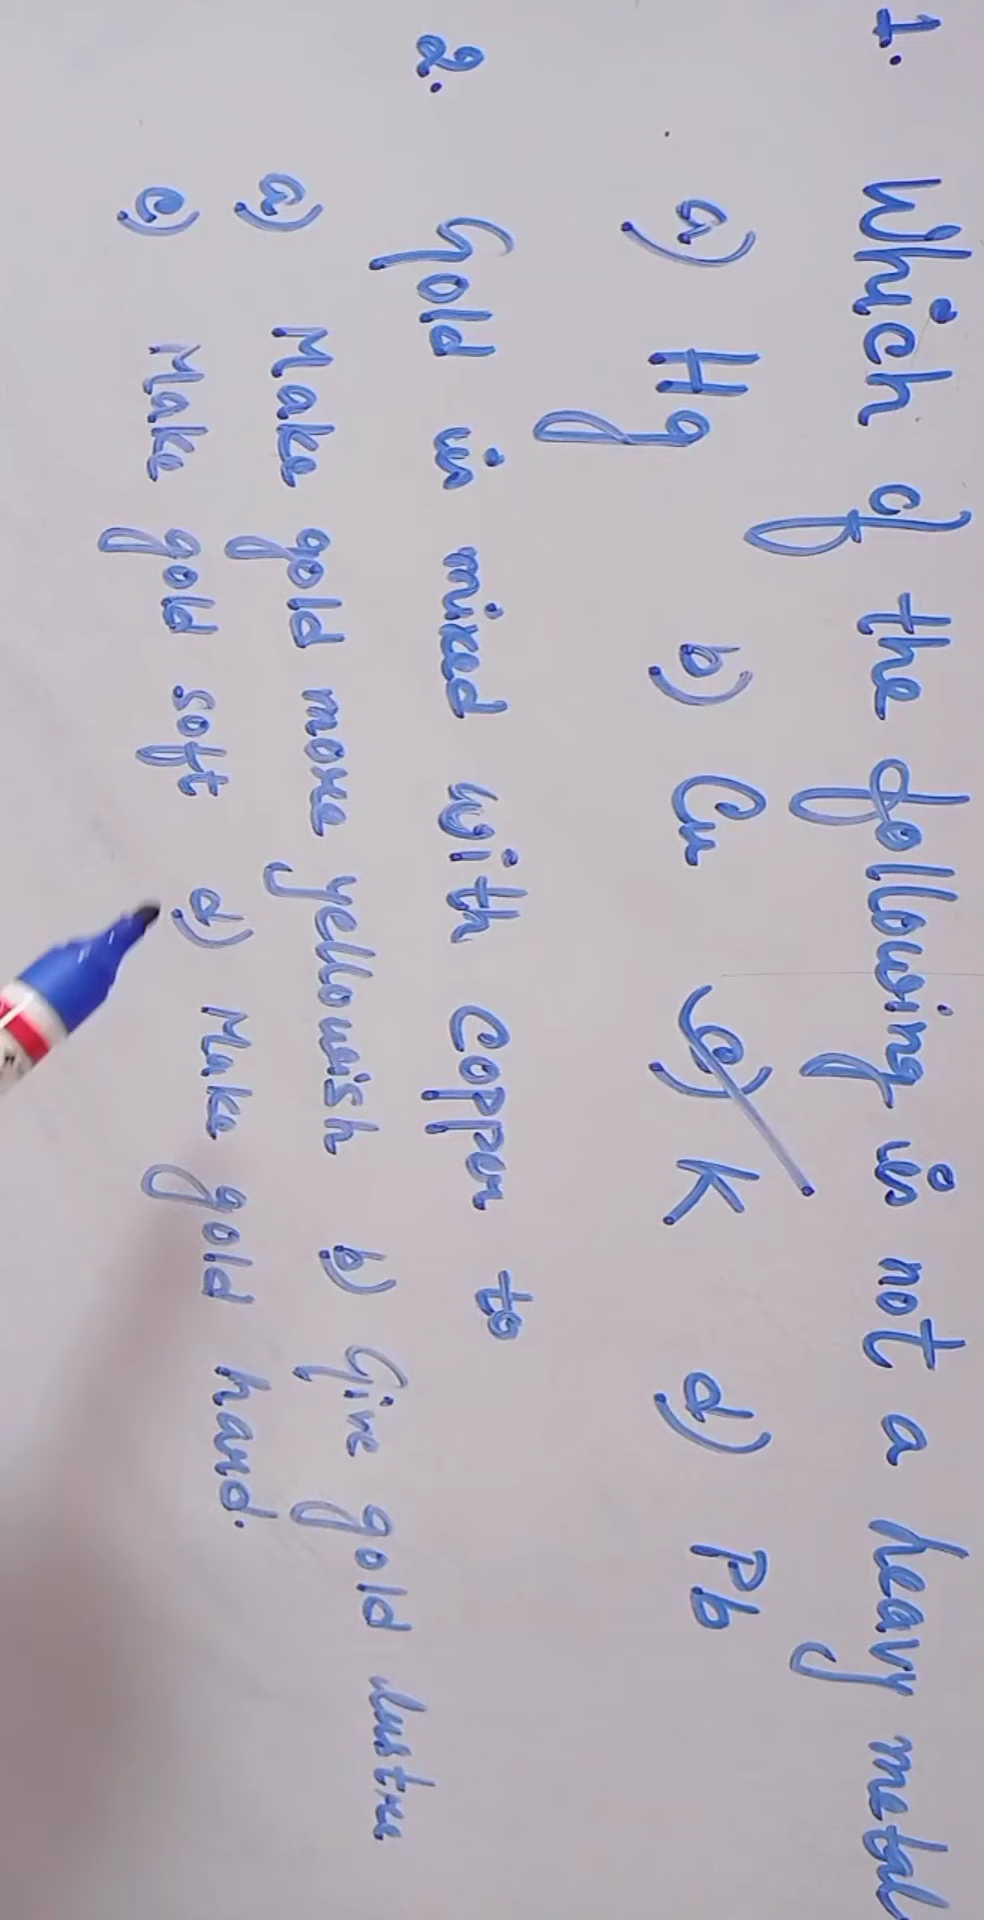 1. Which of the following is not a heavy metal
a) Hg b) Cu c) K d) Pb
2. Gold is mixed with Copper to
a) Make gold more yellowish b) Give gold lustre
c) Make gold soft d) Make gold hard.